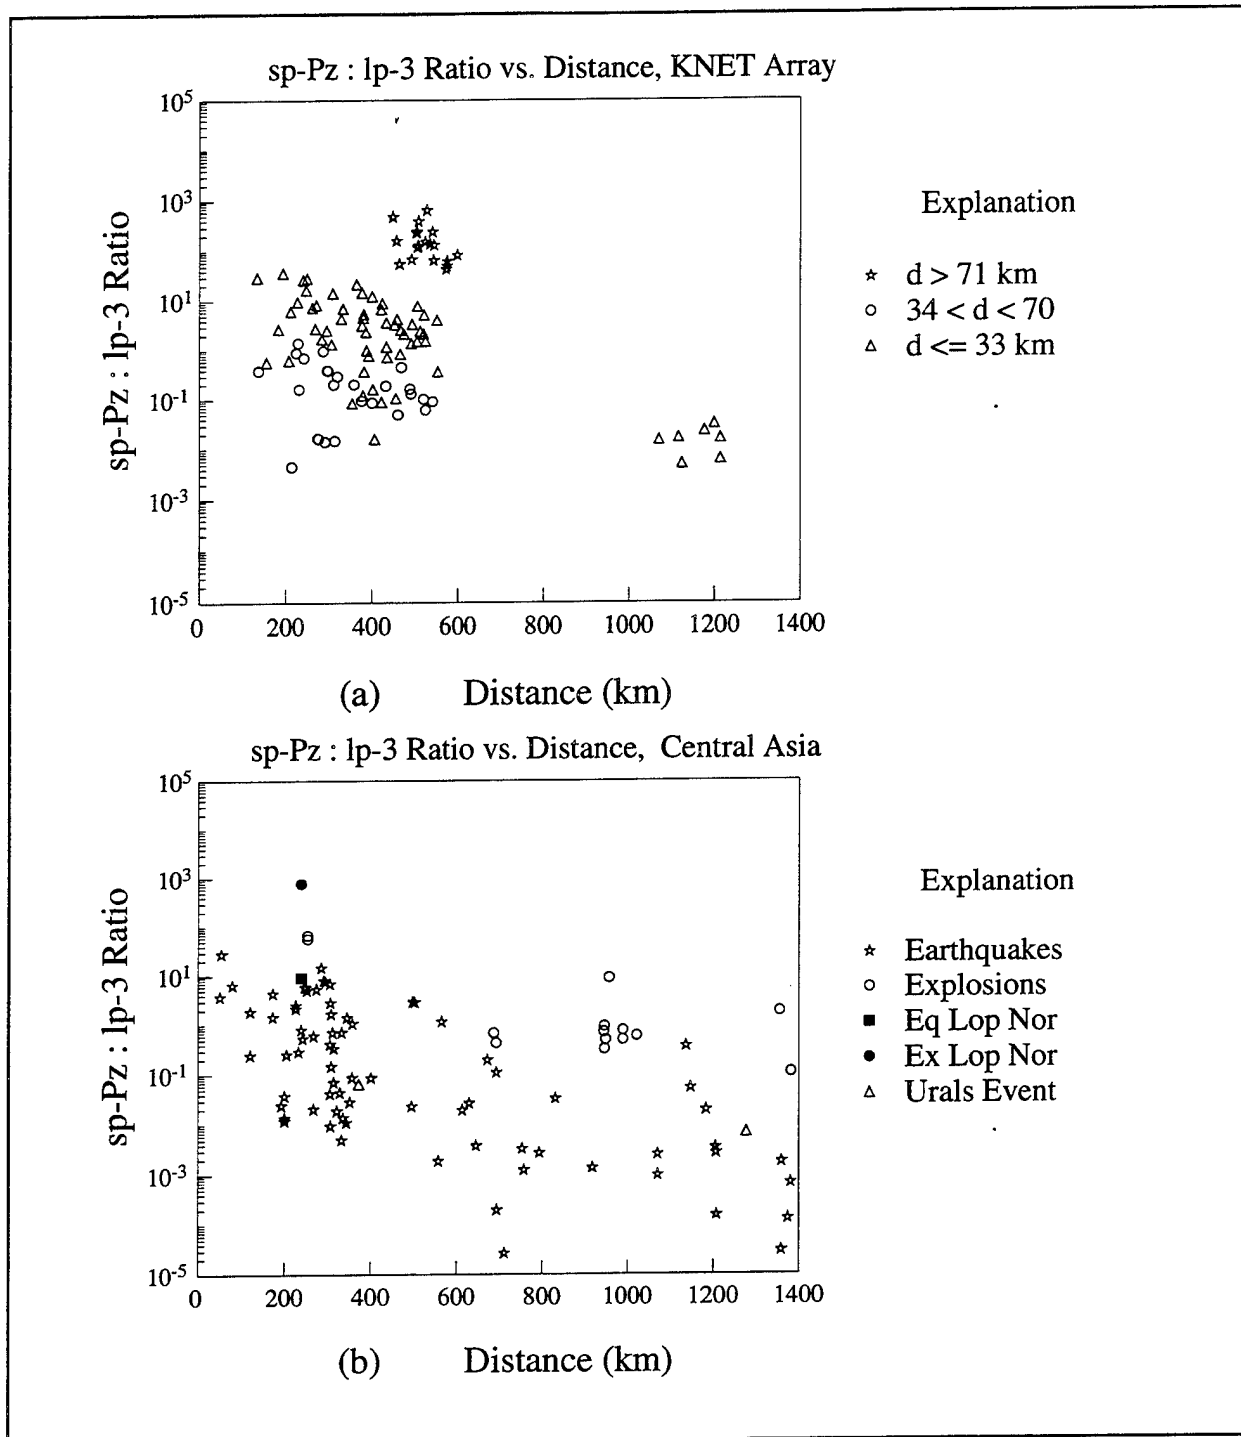 sp-Pz : lp-3 Ratio vs. Distance, KNET Array
10^5
10^3
10^1
10^-1
10^-3
10^-5
sp-Pz : lp-3 Ratio
0 200 400 600 800 1000 1200 1400
(a) Distance (km)
Explanation
d > 71 km
34 < d < 70
d <= 33 km
sp-Pz : lp-3 Ratio vs. Distance, Central Asia
10^5
10^3
10^1
10^-1
10^-3
10^-5
sp-Pz : lp-3 Ratio
0 200 400 600 800 1000 1200 1400
(b) Distance (km)
Explanation
Earthquakes
Explosions
Eq Lop Nor
Ex Lop Nor
Urals Event